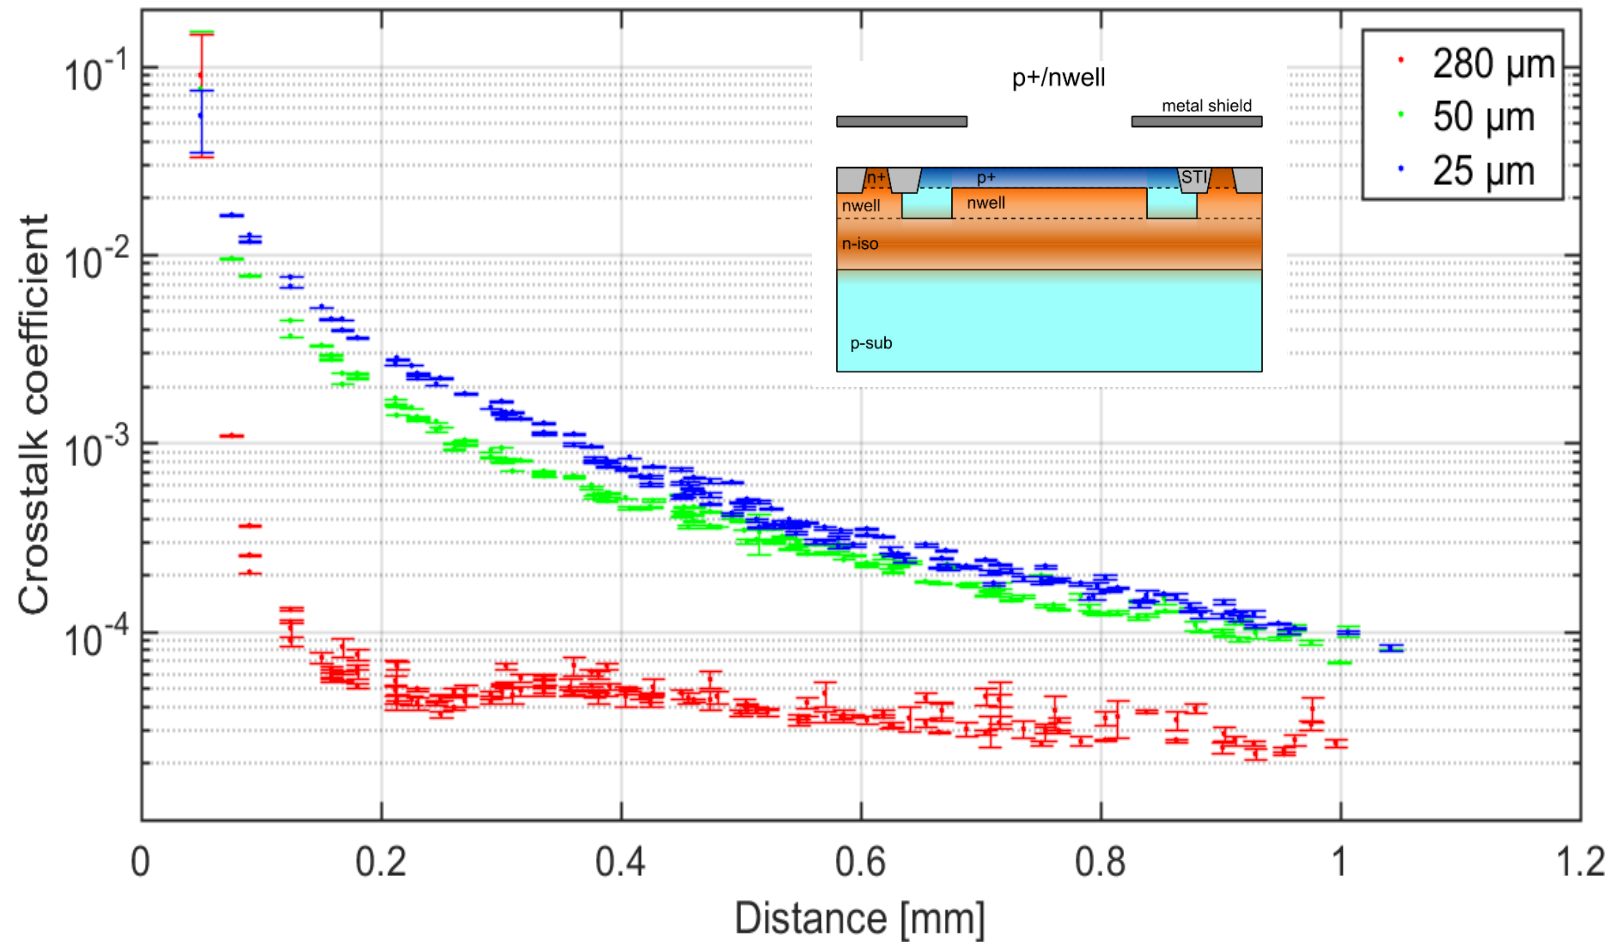 10⁻¹
10⁻²
10⁻³
10⁻⁴
Crosstalk coefficient
p+/nwell
metal shield
n+
p+
STI
nwell
nwell
n-iso
p-sub
280 µm
50 µm
25 µm
0
0.2
0.4
0.6
0.8
1
1.2
Distance [mm]